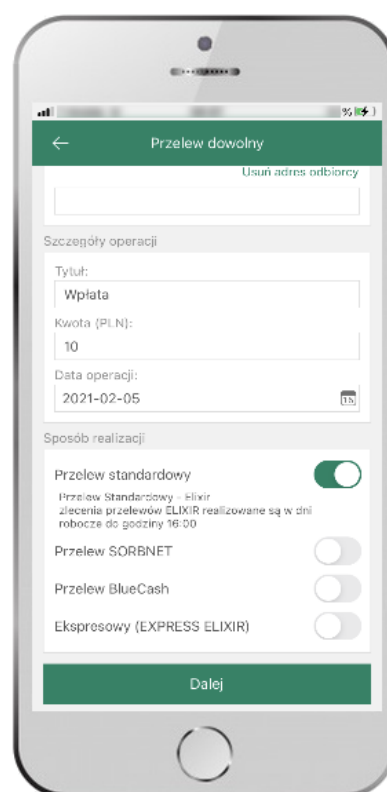 %
Przelew dowolny
Usuń adres odbiorcy
Szczegóły operacji
Tytuł:
Wpłata
Kwota (PLN):
10
Data operacji:
2021-02-05
15
Sposób realizacji
Przelew standardowy
Przelew Standardowy - Elixir
zlecenia przelewów ELIXIR realizowane są w dni
robocze do godziny 16:00
Przelew SORBNET
Przelew BlueCash
Ekspresowy (EXPRESS ELIXIR)
Dalej